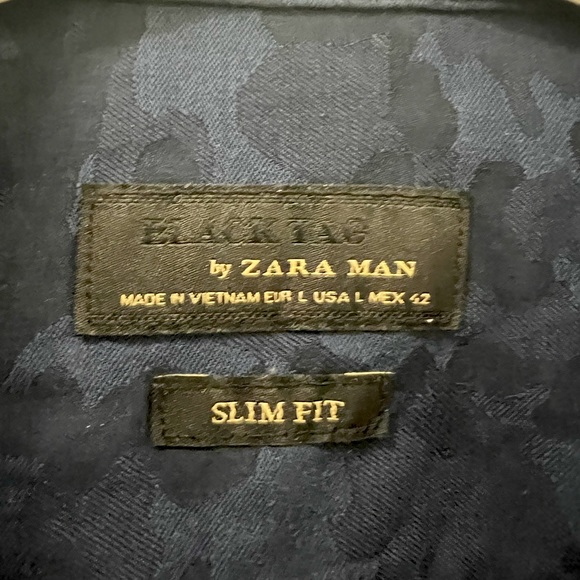 BLACK TAG
by ZARA MAN
MADE IN VIETNAM EUR L USA L MEX 42
SLIM FIT